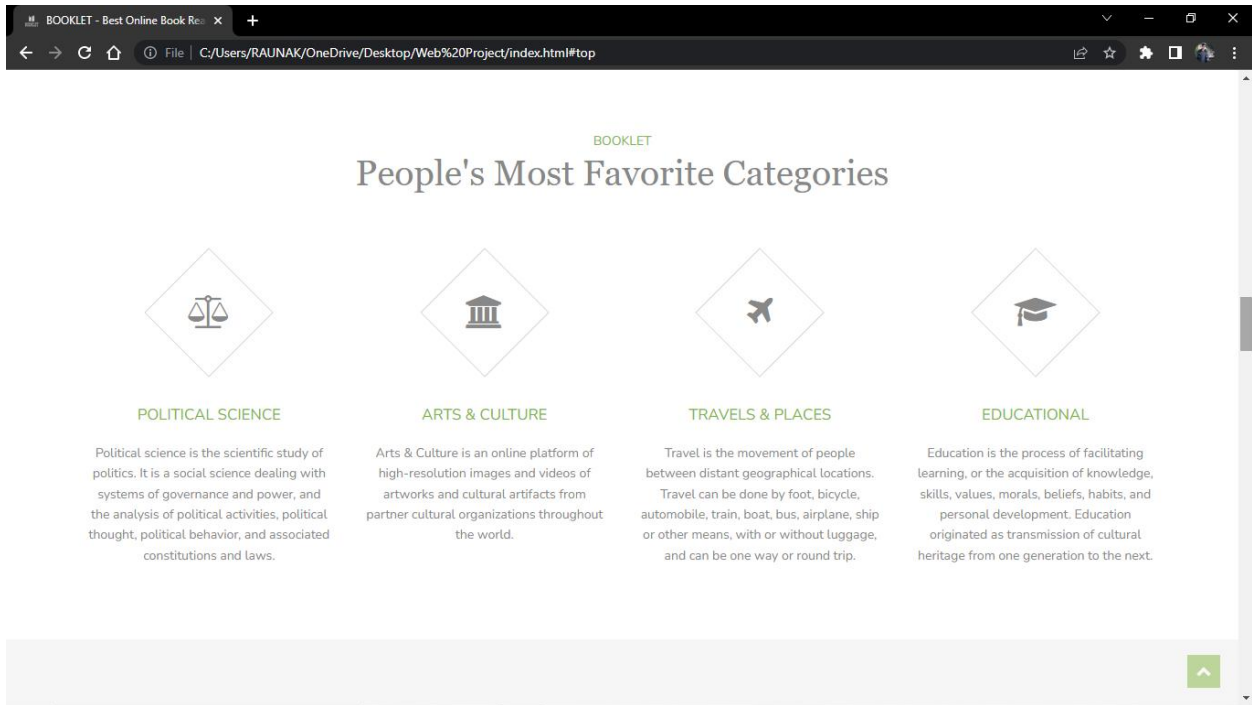 BOOKLET - Best Online Book Rea
File
C:/Users/RAUNAK/OneDrive/Desktop/Web%20Project/index.html#top
BOOKLET
People's Most Favorite Categories
POLITICAL SCIENCE
Political science is the scientific study of
politics. It is a social science dealing with
systems of governance and power, and
the analysis of political activities, political
thought, political behavior, and associated
constitutions and laws.
ARTS & CULTURE
Arts & Culture is an online platform of
high-resolution images and videos of
artworks and cultural artifacts from
partner cultural organizations throughout
the world.
TRAVELS & PLACES
Travel is the movement of people
between distant geographical locations.
Travel can be done by foot, bicycle,
automobile, train, boat, bus, airplane, ship
or other means, with or without luggage,
and can be one way or round trip.
EDUCATIONAL
Education is the process of facilitating
learning, or the acquisition of knowledge,
skills, values, morals, beliefs, habits, and
personal development. Education
originated as transmission of cultural
heritage from one generation to the next.